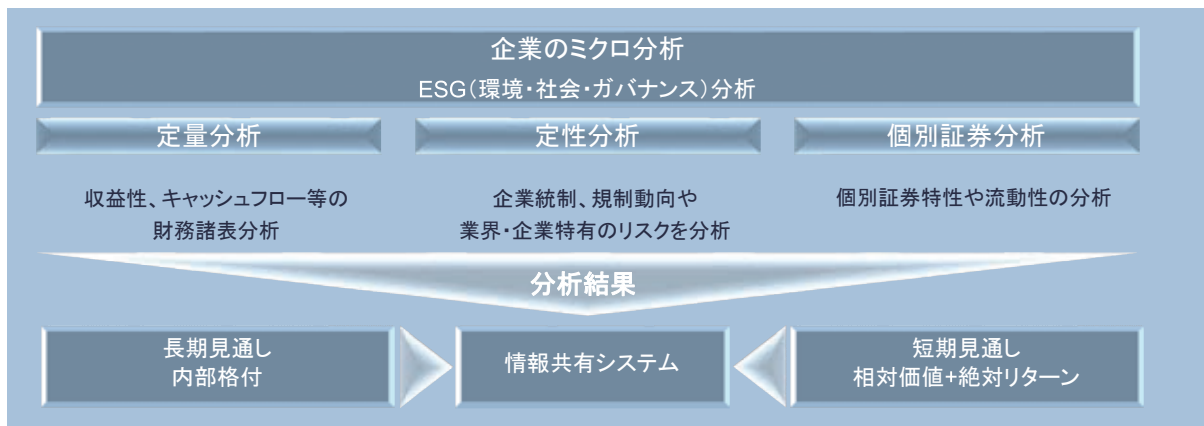 企業のミクロ分析
ESG(環境・社会・ガバナンス)分析
定量分析
定性分析
個別証券分析
収益性、キャッシュフロー等の
財務諸表分析
企業統制、規制動向や
業界・企業特有のリスクを分析
個別証券特性や流動性の分析
分析結果
長期見通し
内部格付
情報共有システム
短期見通し
相対価値+絶対リターン